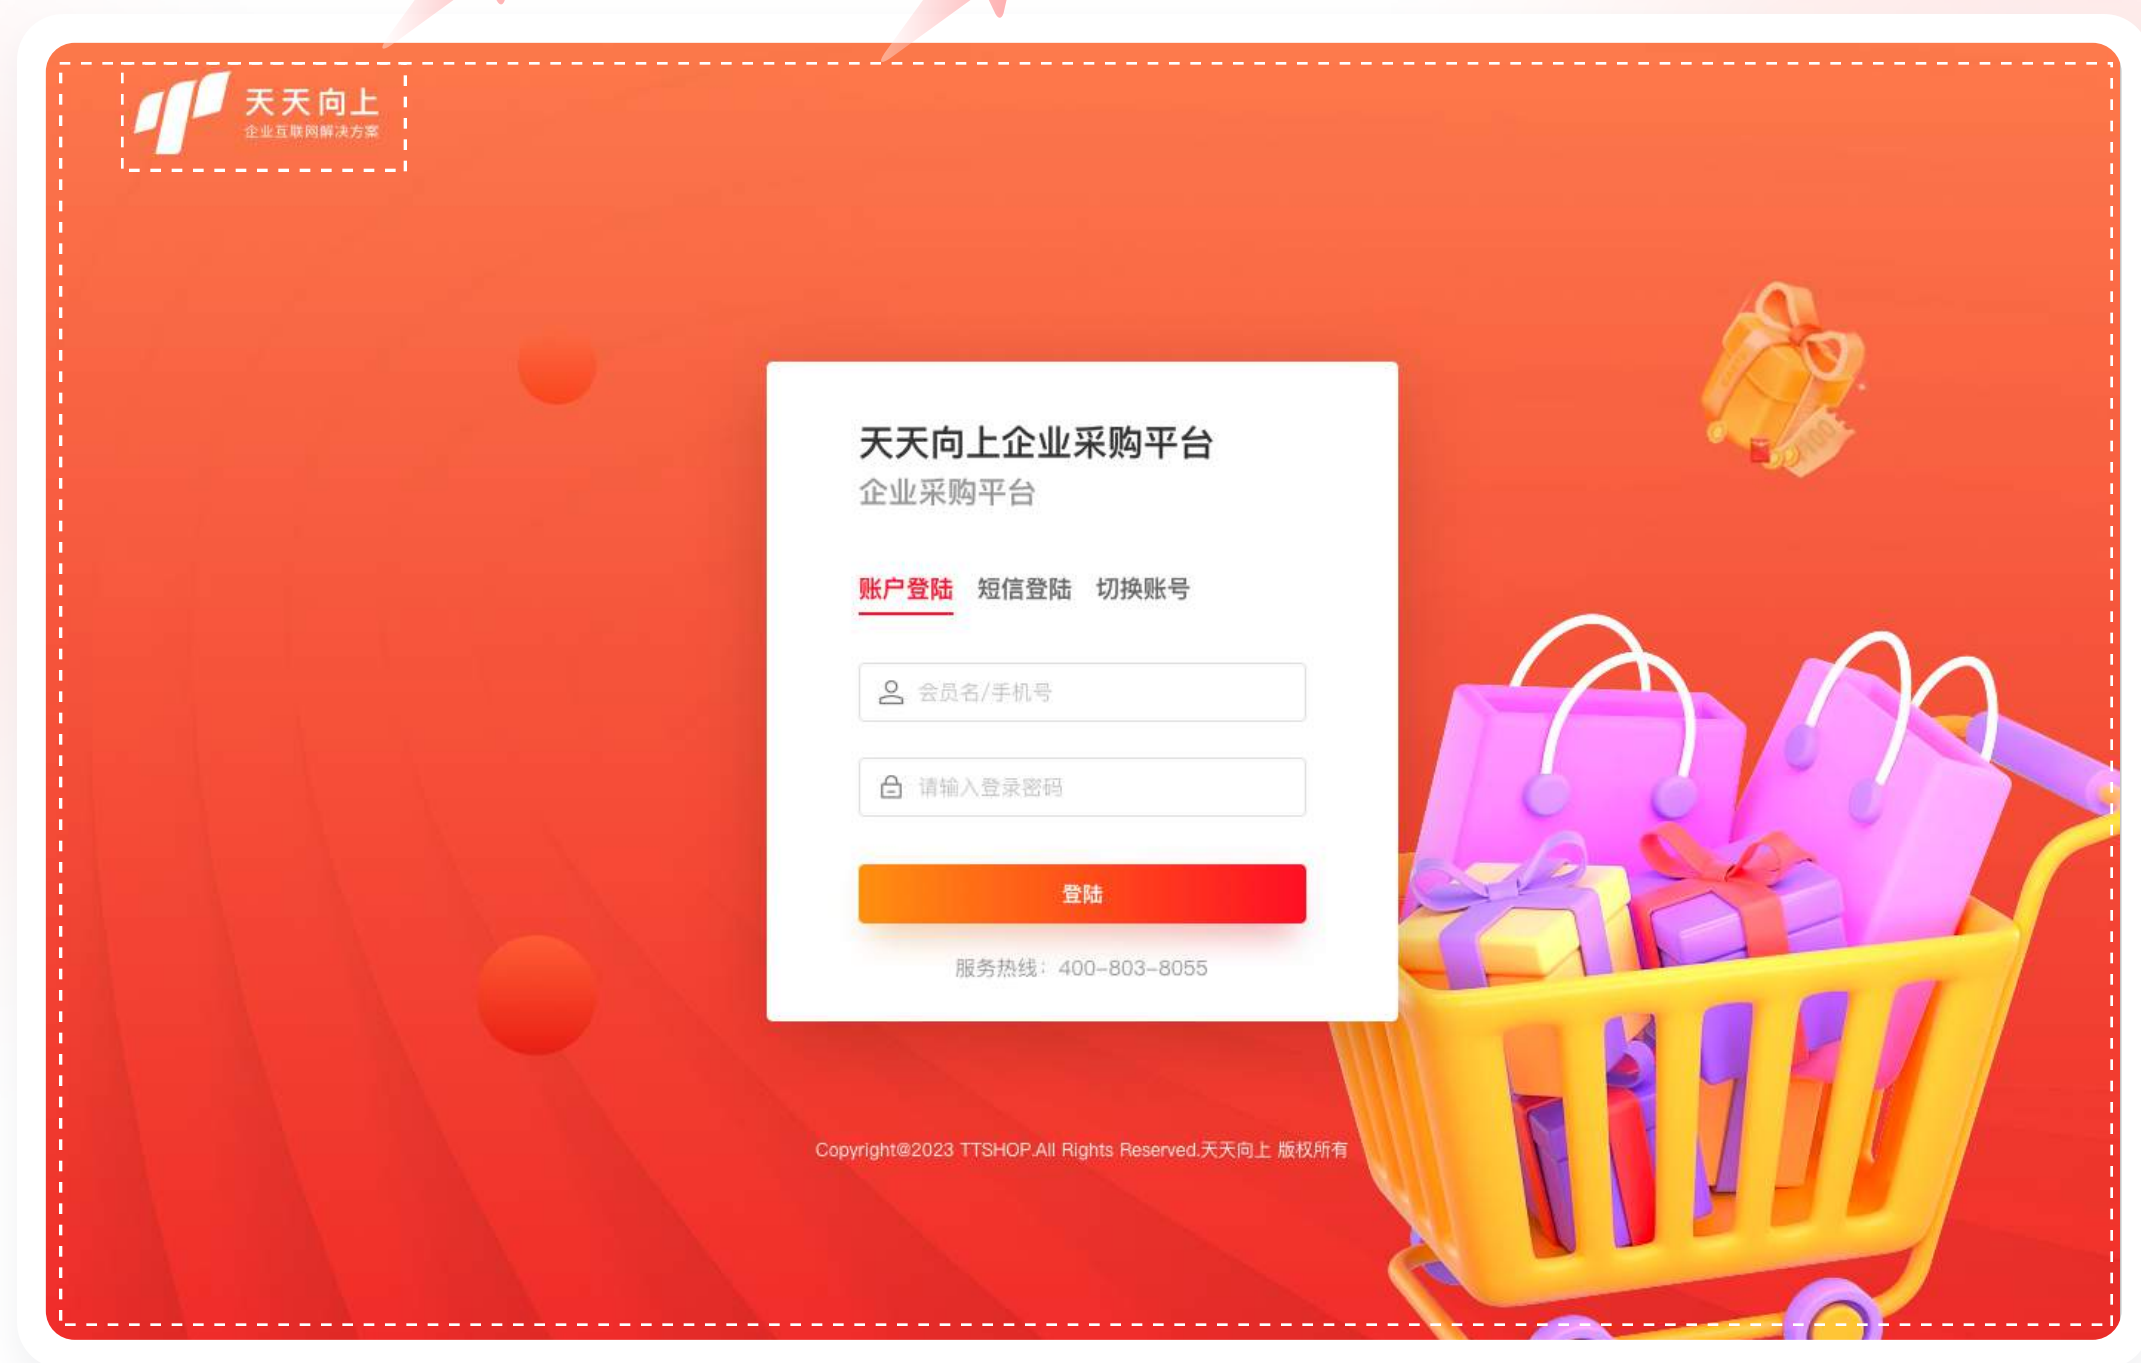 天天向上
企业互联网解决方案
天天向上企业采购平台
企业采购平台
账户登陆 短信登陆 切换账号
会员名/手机号
请输入登录密码
登陆
服务热线：400-803-8055
Copyright@2023 TTSHOP.All Rights Reserved.天天向上 版权所有